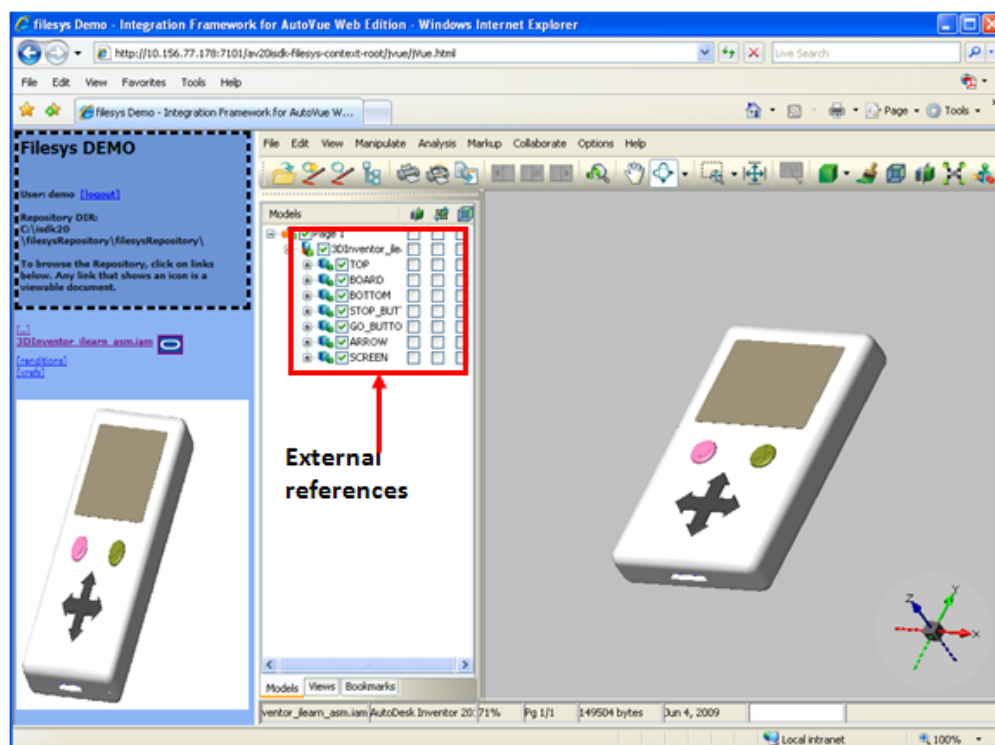 filesys Demo - Integration Framework for AutoVue Web Edition - Windows Internet Explorer
http://10.156.77.178:7101/av20isdk-filesys-context-root/jvue/jVue.html
Live Search
File Edit View Favorites Tools Help
filesys Demo - Integration Framework for AutoVue W...
Page Tools
Filesys DEMO
User: demo [logout]
Repository DIR:
C:\isdk20
\filesysRepository\filesysRepository\
To browse the Repository, click on links
below. Any link that shows an icon is a
viewable document.
[..]
3DInventor_ilearn_asm.iam
[renditions]
[xrefs]
File Edit View Manipulate Analysis Markup Collaborate Options Help
Models
Page 1
3DInventor_ile
TOP
BOARD
BOTTOM
STOP_BUT
GO_BUTTO
ARROW
SCREEN
External
references
Z
Y
X
Models Views Bookmarks
ventor_ilearn_asm.iam AutoDesk Inventor 20 71% Pg 1/1 149504 bytes Jun 4, 2009
Local intranet 100%